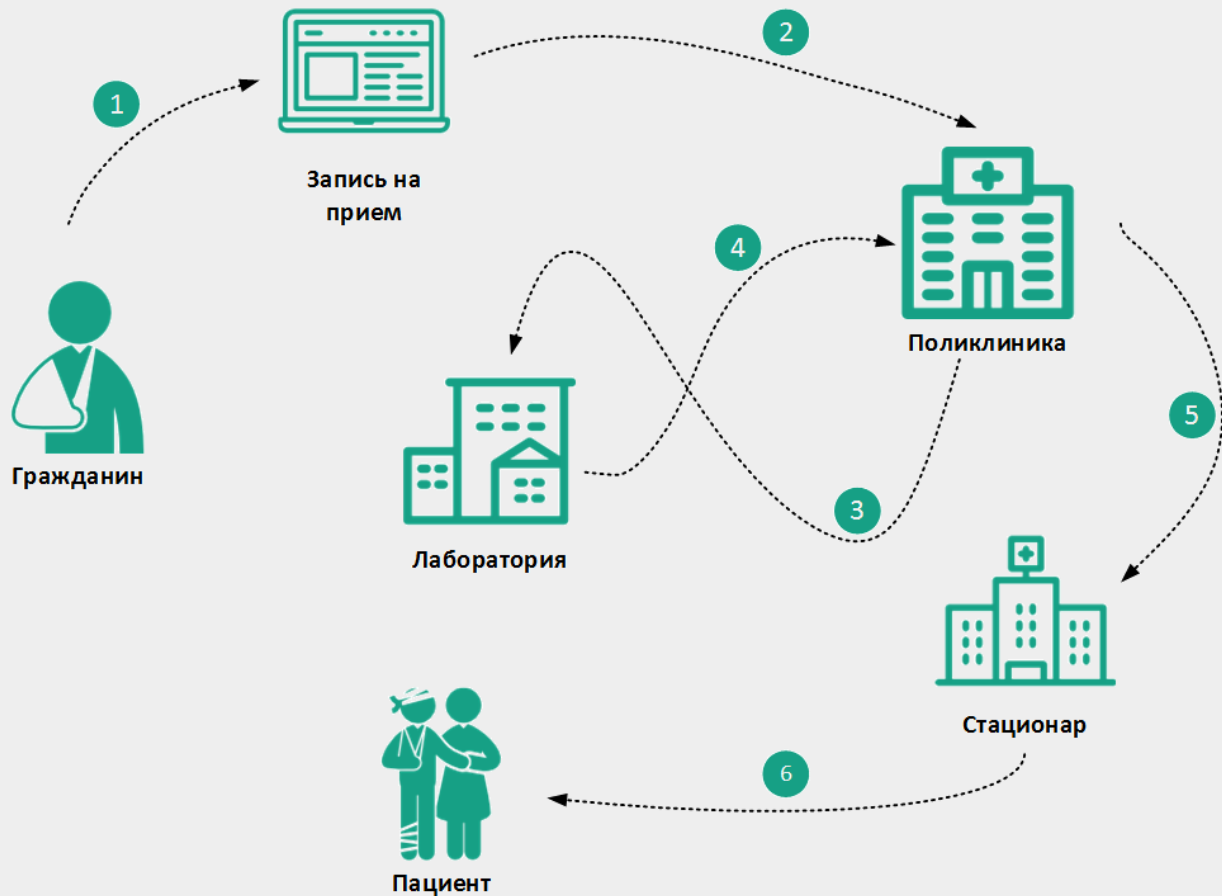 1
2
Запись на
прием
4
Поликлиника
5
Гражданин
3
Лаборатория
Стационар
6
Пациент